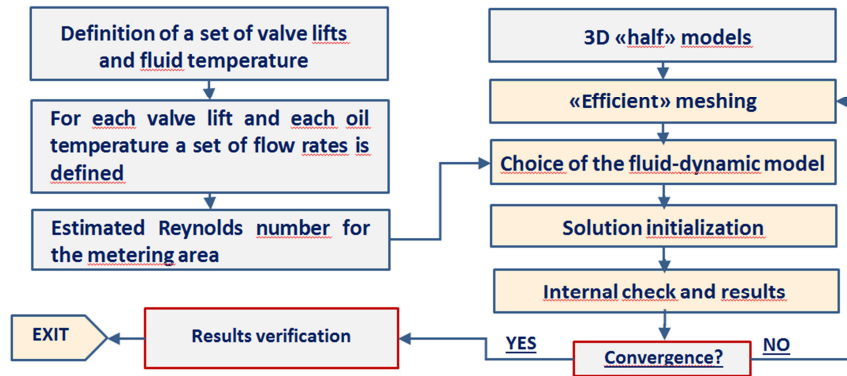 Definition of a set of valve lifts
and fluid temperature
For each valve lift and each oil
temperature a set of flow rates is
defined
Estimated Reynolds number for
the metering area
3D «half» models
«Efficient» meshing
Choice of the fluid-dynamic model
Solution initialization
Internal check and results
Convergence?
YES
NO
Results verification
EXIT